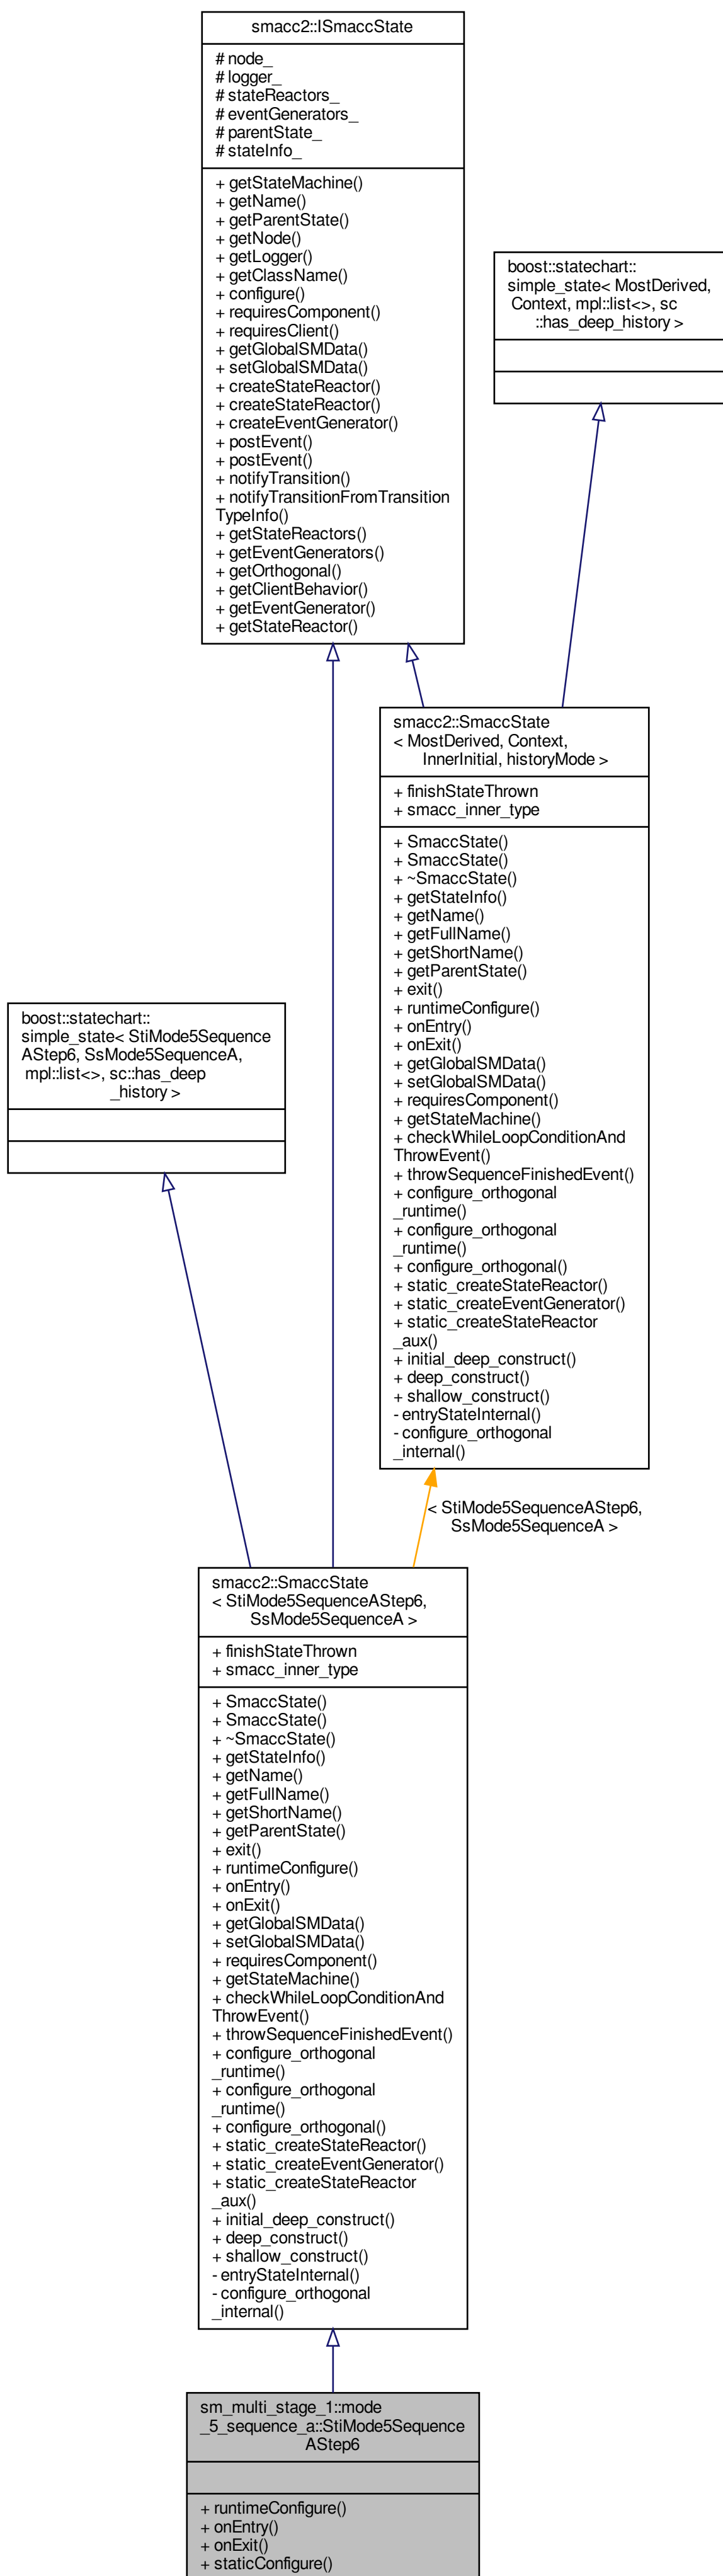 smacc2::ISmaccState
# node_
# logger_
# stateReactors_
# eventGenerators_
# parentState_
# stateInfo_
+ getStateMachine()
+ getName()
+ getParentState()
+ getNode()
+ getLogger()
+ getClassName()
+ configure()
+ requiresComponent()
+ requiresClient()
+ getGlobalSMData()
+ setGlobalSMData()
+ createStateReactor()
+ createStateReactor()
+ createEventGenerator()
+ postEvent()
+ postEvent()
+ notifyTransition()
+ notifyTransitionFromTransition
TypeInfo()
+ getStateReactors()
+ getEventGenerators()
+ getOrthogonal()
+ getClientBehavior()
+ getEventGenerator()
+ getStateReactor()
boost::statechart::
simple_state< MostDerived,
Context, mpl::list<>, sc
::has_deep_history >
smacc2::SmaccState
< MostDerived, Context,
InnerInitial, historyMode >
+ finishStateThrown
+ smacc_inner_type
+ SmaccState()
+ SmaccState()
+ ~SmaccState()
+ getStateInfo()
+ getName()
+ getFullName()
+ getShortName()
+ getParentState()
+ exit()
+ runtimeConfigure()
+ onEntry()
+ onExit()
+ getGlobalSMData()
+ setGlobalSMData()
+ requiresComponent()
+ getStateMachine()
+ checkWhileLoopConditionAnd
ThrowEvent()
+ throwSequenceFinishedEvent()
+ configure_orthogonal
_runtime()
+ configure_orthogonal
_runtime()
+ configure_orthogonal()
+ static_createStateReactor()
+ static_createEventGenerator()
+ static_createStateReactor
_aux()
+ initial_deep_construct()
+ deep_construct()
+ shallow_construct()
- entryStateInternal()
- configure_orthogonal
_internal()
boost::statechart::
simple_state< StiMode5Sequence
AStep6, SsMode5SequenceA,
mpl::list<>, sc::has_deep
_history >
< StiMode5SequenceAStep6,
SsMode5SequenceA >
smacc2::SmaccState
< StiMode5SequenceAStep6,
SsMode5SequenceA >
+ finishStateThrown
+ smacc_inner_type
+ SmaccState()
+ SmaccState()
+ ~SmaccState()
+ getStateInfo()
+ getName()
+ getFullName()
+ getShortName()
+ getParentState()
+ exit()
+ runtimeConfigure()
+ onEntry()
+ onExit()
+ getGlobalSMData()
+ setGlobalSMData()
+ requiresComponent()
+ getStateMachine()
+ checkWhileLoopConditionAnd
ThrowEvent()
+ throwSequenceFinishedEvent()
+ configure_orthogonal
_runtime()
+ configure_orthogonal
_runtime()
+ configure_orthogonal()
+ static_createStateReactor()
+ static_createEventGenerator()
+ static_createStateReactor
_aux()
+ initial_deep_construct()
+ deep_construct()
+ shallow_construct()
- entryStateInternal()
- configure_orthogonal
_internal()
sm_multi_stage_1::mode
_5_sequence_a::StiMode5Sequence
AStep6
+ runtimeConfigure()
+ onEntry()
+ onExit()
+ staticConfigure()